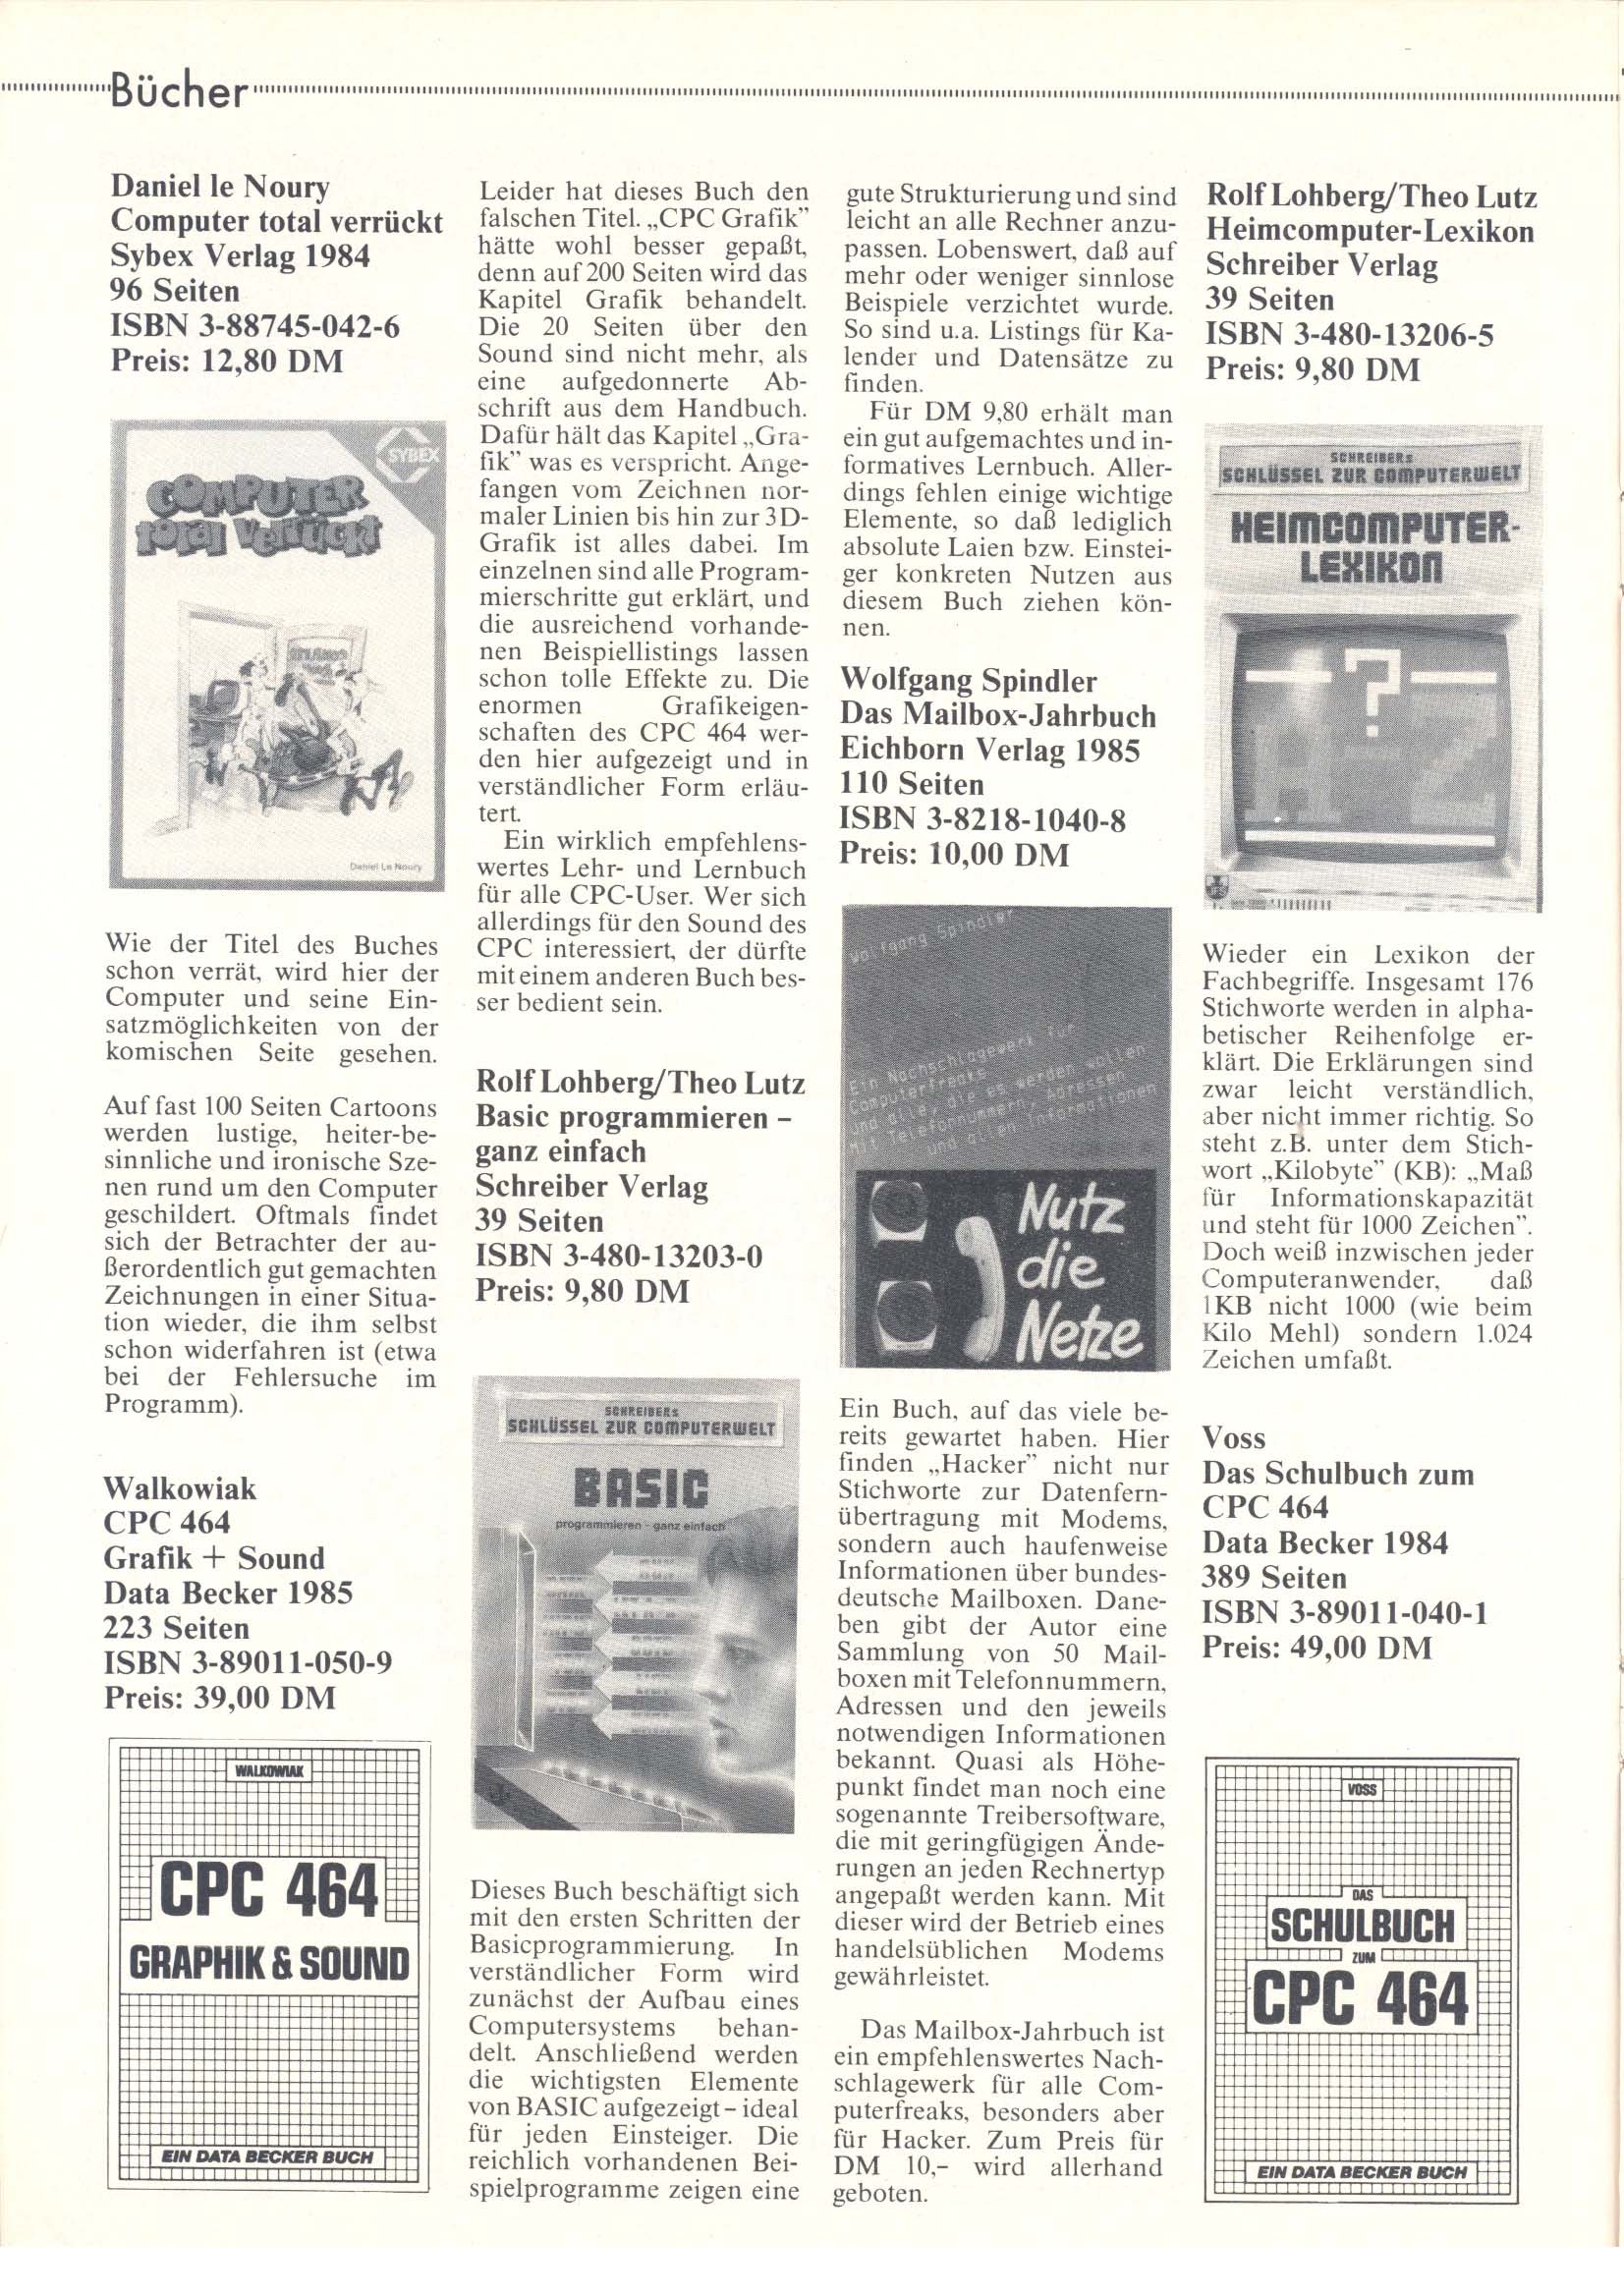 Bücher
Daniel le Noury
Computer total verrückt
Sybex Verlag 1984
96 Seiten
ISBN 3-88745-042-6
Preis: 12,80 DM
SYBEX
COMPUTER
total verrückt
Daniel Le Noury
Wie der Titel des Buches
schon verrät, wird hier der
Computer und seine Ein-
satzmöglichkeiten von der
komischen Seite gesehen.
Auf fast 100 Seiten Cartoons
werden lustige, heiter-be-
sinnliche und ironische Sze-
nen rund um den Computer
geschildert. Oftmals findet
sich der Betrachter der au-
ßerordentlich gut gemachten
Zeichnungen in einer Situa-
tion wieder, die ihm selbst
schon widerfahren ist (etwa
bei der Fehlersuche im
Programm).
Walkowiak
CPC 464
Grafik + Sound
Data Becker 1985
223 Seiten
ISBN 3-89011-050-9
Preis: 39,00 DM
WALKOWIAK
CPC 464
GRAPHIK & SOUND
EIN DATA BECKER BUCH
Leider hat dieses Buch den
falschen Titel. „CPC Grafik”
hätte wohl besser gepaßt,
denn auf 200 Seiten wird das
Kapitel Grafik behandelt.
Die 20 Seiten über den
Sound sind nicht mehr, als
eine aufgedonnerte Ab-
schrift aus dem Handbuch.
Dafür hält das Kapitel „Gra-
fik” was es verspricht. Ange-
fangen vom Zeichnen nor-
maler Linien bis hin zur 3D-
Grafik ist alles dabei. Im
einzelnen sind alle Program-
mierschritte gut erklärt, und
die ausreichend vorhande-
nen Beispiellistings lassen
schon tolle Effekte zu. Die
enormen Grafikeigen-
schaften des CPC 464 wer-
den hier aufgezeigt und in
verständlicher Form erläu-
tert.
Ein wirklich empfehlens-
wertes Lehr- und Lernbuch
für alle CPC-User. Wer sich
allerdings für den Sound des
CPC interessiert, der dürfte
mit einem anderen Buch bes-
ser bedient sein.
Rolf Lohberg/Theo Lutz
Basic programmieren –
ganz einfach
Schreiber Verlag
39 Seiten
ISBN 3-480-13203-0
Preis: 9,80 DM
SCHREIBERs
SCHLÜSSEL ZUR COMPUTERWELT
BASIC
programmieren - ganz einfach
Dieses Buch beschäftigt sich
mit den ersten Schritten der
Basicprogrammierung. In
verständlicher Form wird
zunächst der Aufbau eines
Computersystems behan-
delt. Anschließend werden
die wichtigsten Elemente
von BASIC aufgezeigt – ideal
für jeden Einsteiger. Die
reichlich vorhandenen Bei-
spielprogramme zeigen eine
gute Strukturierung und sind
leicht an alle Rechner anzu-
passen. Lobenswert, daß auf
mehr oder weniger sinnlose
Beispiele verzichtet wurde.
So sind u.a. Listings für Ka-
lender und Datensätze zu
finden.
Für DM 9,80 erhält man
ein gut aufgemachtes und in-
formatives Lernbuch. Aller-
dings fehlen einige wichtige
Elemente, so daß lediglich
absolute Laien bzw. Einstei-
ger konkreten Nutzen aus
diesem Buch ziehen kön-
nen.
Wolfgang Spindler
Das Mailbox-Jahrbuch
Eichborn Verlag 1985
110 Seiten
ISBN 3-8218-1040-8
Preis: 10,00 DM
Wolfgang Spindler
Ein Nachschlagewerk für
Computerfreaks
und alle, die es werden wollen
Mit Telefonnummern, Adressen
und allen Informationen
Nutz
die
Netze
Ein Buch, auf das viele be-
reits gewartet haben. Hier
finden „Hacker” nicht nur
Stichworte zur Datenfern-
übertragung mit Modems,
sondern auch haufenweise
Informationen über bundes-
deutsche Mailboxen. Dane-
ben gibt der Autor eine
Sammlung von 50 Mail-
boxen mit Telefonnummern,
Adressen und den jeweils
notwendigen Informationen
bekannt. Quasi als Höhe-
punkt findet man noch eine
sogenannte Treibersoftware,
die mit geringfügigen Ände-
rungen an jeden Rechnertyp
angepaßt werden kann. Mit
dieser wird der Betrieb eines
handelsüblichen Modems
gewährleistet.
Das Mailbox-Jahrbuch ist
ein empfehlenswertes Nach-
schlagewerk für alle Com-
puterfreaks, besonders aber
für Hacker. Zum Preis für
DM 10,– wird allerhand
geboten.
Rolf Lohberg/Theo Lutz
Heimcomputer-Lexikon
Schreiber Verlag
39 Seiten
ISBN 3-480-13206-5
Preis: 9,80 DM
SCHREIBERs
SCHLÜSSEL ZUR COMPUTERWELT
HEIMCOMPUTER-
LEXIKON
?
Wieder ein Lexikon der
Fachbegriffe. Insgesamt 176
Stichworte werden in alpha-
betischer Reihenfolge er-
klärt. Die Erklärungen sind
zwar leicht verständlich,
aber nicht immer richtig. So
steht z.B. unter dem Stich-
wort „Kilobyte” (KB): „Maß
für Informationskapazität
und steht für 1000 Zeichen”.
Doch weiß inzwischen jeder
Computeranwender, daß
1KB nicht 1000 (wie beim
Kilo Mehl) sondern 1.024
Zeichen umfaßt.
Voss
Das Schulbuch zum
CPC 464
Data Becker 1984
389 Seiten
ISBN 3-89011-040-1
Preis: 49,00 DM
VOSS
DAS
SCHULBUCH
ZUM
CPC 464
EIN DATA BECKER BUCH